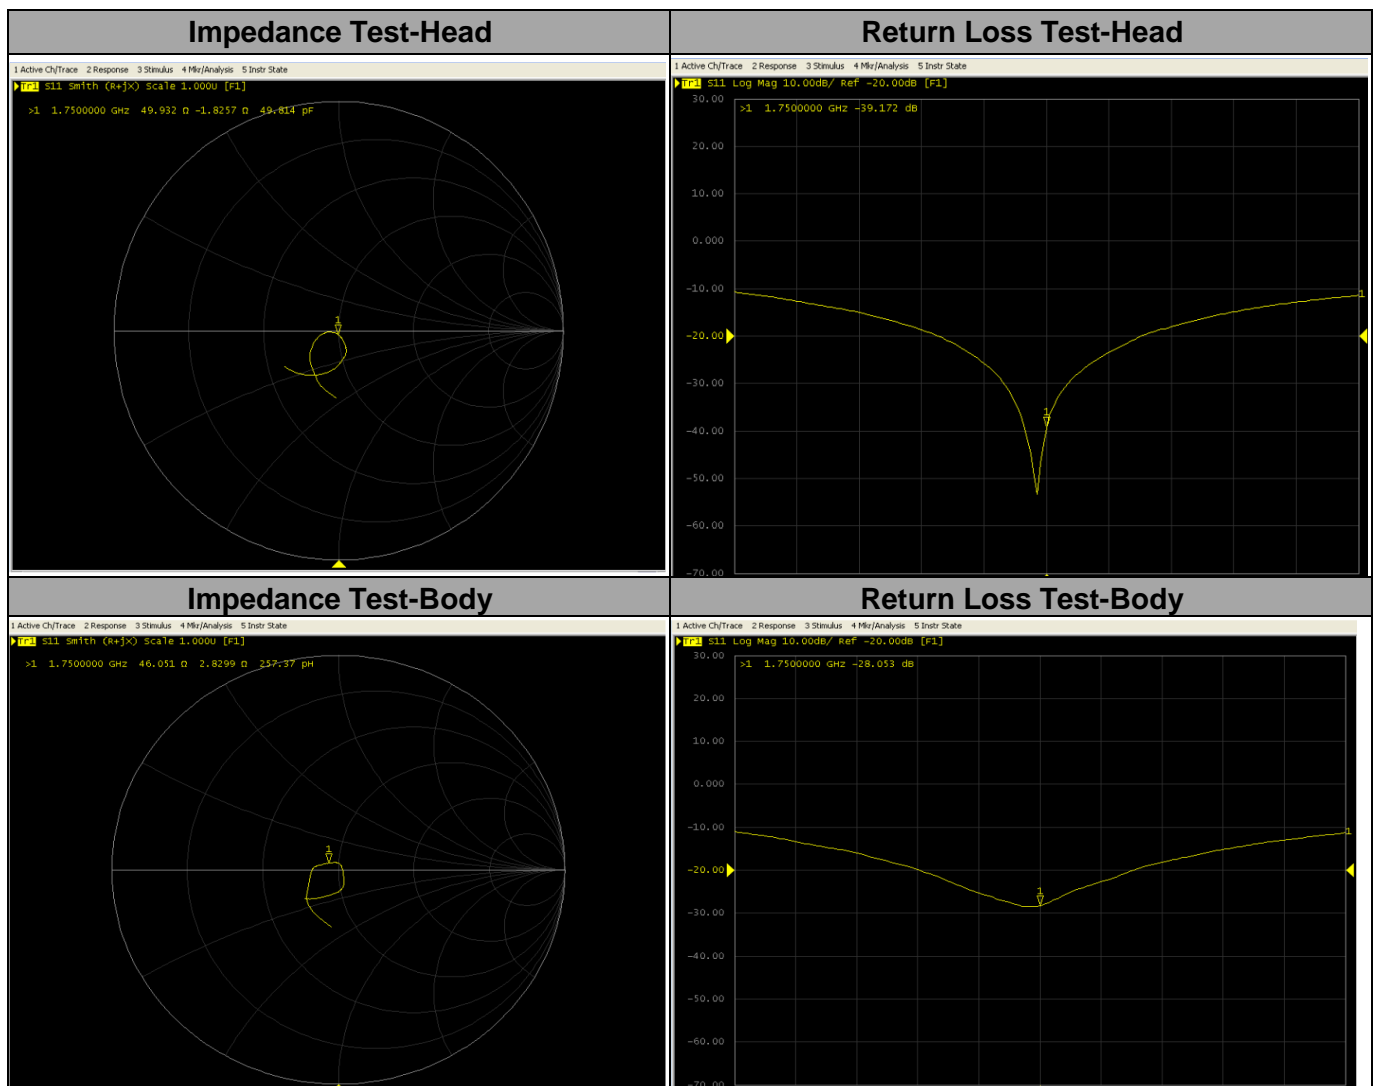 Impedance Test-Head
Return Loss Test-Head
1 Active Ch/Trace 2 Response 3 Stimulus 4 Mkr/Analysis 5 Instr State
Tr1 S11 Smith (R+jX) Scale 1.000U [F1]
>1 1.7500000 GHz 49.932 Ω -1.8257 Ω 49.814 pF
1
1 Active Ch/Trace 2 Response 3 Stimulus 4 Mkr/Analysis 5 Instr State
Tr1 S11 Log Mag 10.00dB/ Ref -20.00dB [F1]
30.00
>1 1.7500000 GHz -39.172 dB
20.00
10.00
0.000
-10.00
1
-20.00
-30.00
1
-40.00
-50.00
-60.00
-70.00
Impedance Test-Body
Return Loss Test-Body
1 Active Ch/Trace 2 Response 3 Stimulus 4 Mkr/Analysis 5 Instr State
Tr1 S11 Smith (R+jX) Scale 1.000U [F1]
>1 1.7500000 GHz 46.051 Ω 2.8299 Ω 257.37 pH
1
1 Active Ch/Trace 2 Response 3 Stimulus 4 Mkr/Analysis 5 Instr State
Tr1 S11 Log Mag 10.00dB/ Ref -20.00dB [F1]
30.00
>1 1.7500000 GHz -28.053 dB
20.00
10.00
0.000
-10.00
1
-20.00
1
-30.00
-40.00
-50.00
-60.00
-70.00